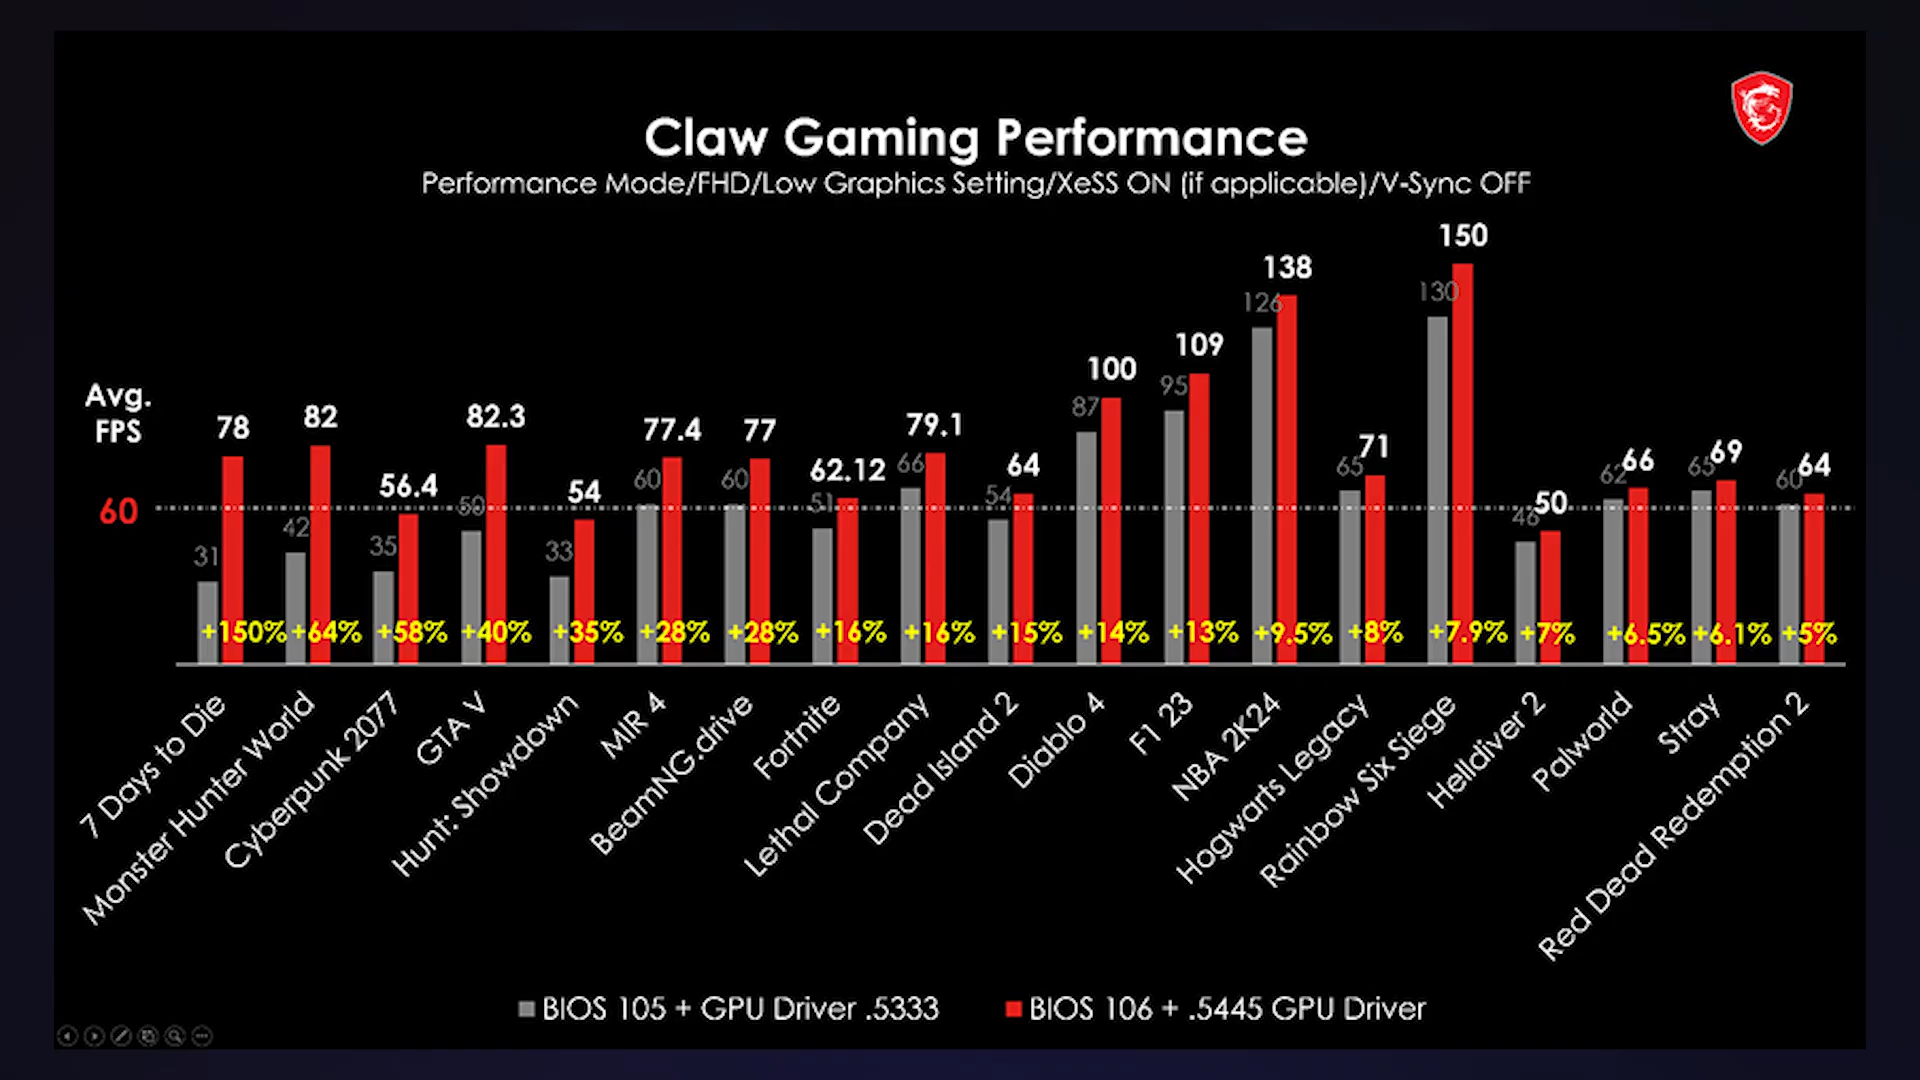 Claw Gaming Performance
Performance Mode/FHD/Low Graphics Setting/XeSS ON (if applicable)/V-Sync OFF
Avg.
FPS
60
31 78 +150% 7 Days to Die
42 82 +64% Monster Hunter World
35 56.4 +58% Cyberpunk 2077
50 82.3 +40% GTA V
33 54 +35% Hunt: Showdown
60 77.4 +28% MIR 4
60 77 +28% BeamNG.drive
51 62.12 +16% Fortnite
66 79.1 +16% Lethal Company
54 64 +15% Dead Island 2
87 100 +14% Diablo 4
95 109 +13% F1 23
126 138 +9.5% NBA 2K24
65 71 +8% Hogwarts Legacy
130 150 +7.9% Rainbow Six Siege
46 50 +7% Helldiver 2
62 66 +6.5% Palworld
65 69 +6.1% Stray
60 64 +5% Red Dead Redemption 2
BIOS 105 + GPU Driver .5333
BIOS 106 + .5445 GPU Driver